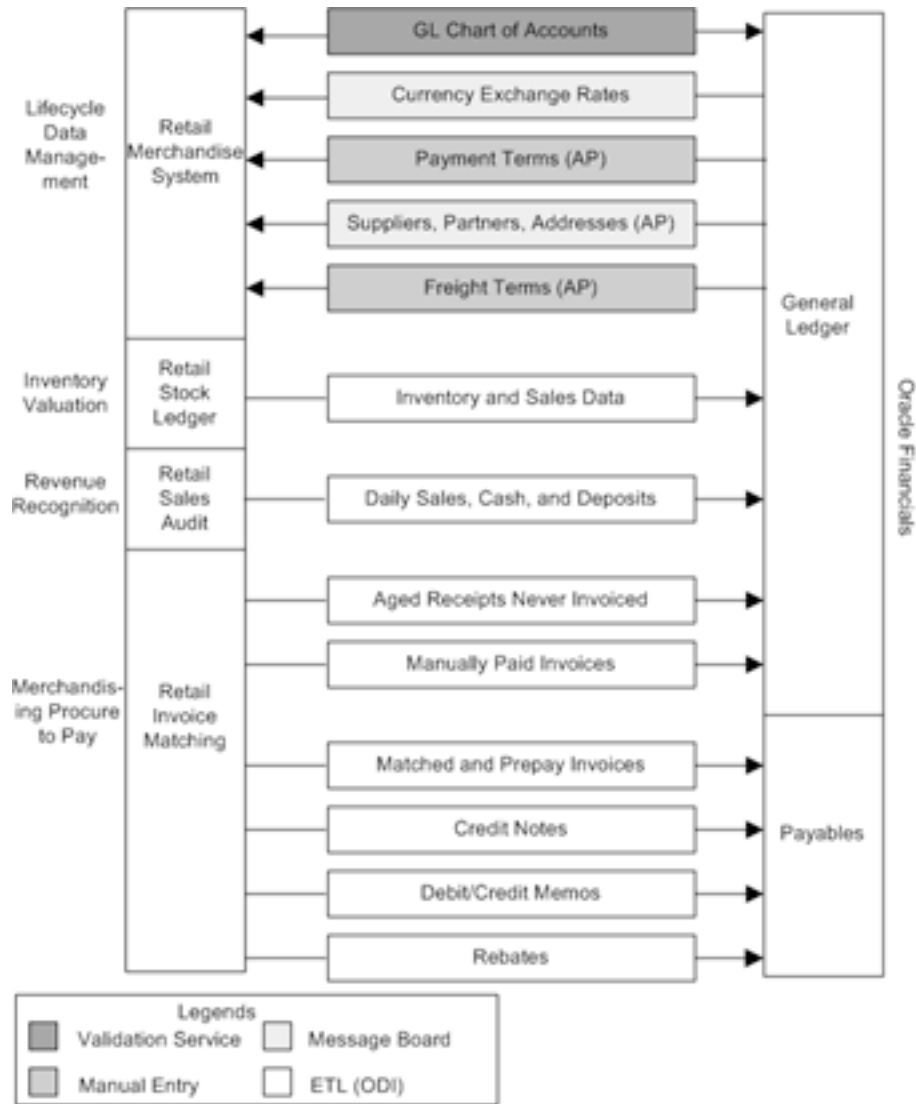 GL Chart of Accounts
Currency Exchange Rates
Lifecycle
Data
Manage-
ment
Retail
Merchandise
System
Payment Terms (AP)
Suppliers, Partners, Addresses (AP)
Freight Terms (AP)
General
Ledger
Inventory
Valuation
Retail
Stock
Ledger
Inventory and Sales Data
Oracle Financials
Revenue
Recognition
Retail
Sales
Audit
Daily Sales, Cash, and Deposits
Aged Receipts Never Invoiced
Manually Paid Invoices
Merchandis-
ing Procure
to Pay
Retail
Invoice
Matching
Matched and Prepay Invoices
Credit Notes
Payables
Debit/Credit Memos
Rebates
Legends
Validation Service
Message Board
Manual Entry
ETL (ODI)